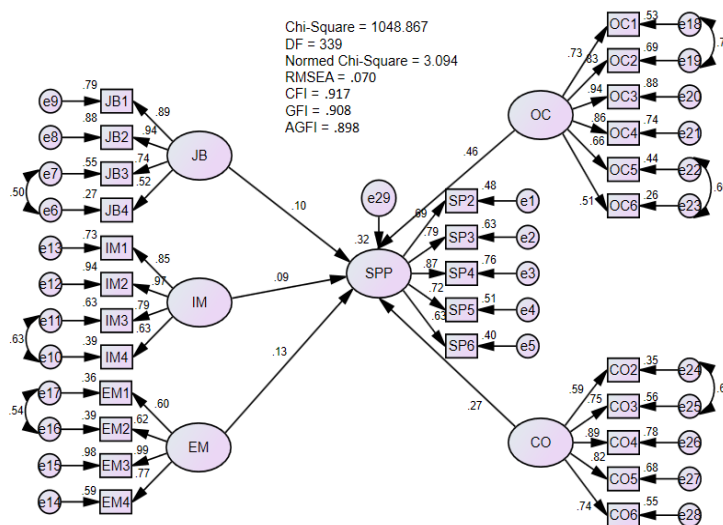 Chi-Square = 1048.867
DF = 339
Normed Chi-Square = 3.094
RMSEA = .070
CFI = .917
GFI = .908
AGFI = .898
e9 .79 JB1 .89
e8 .88 JB2 .94
e7 .55 JB3 .74
e6 .27 JB4 .52
.50
JB
.10
e13 .73 IM1 .85
e12 .94 IM2 .97
e11 .63 IM3 .79
e10 .39 IM4 .63
.63
IM
.09
e17 .36 EM1 .60
e16 .39 EM2 .62
e15 .98 EM3 .99
e14 .59 EM4 .77
.54
EM
.13
e29
.32
SPP
.69 SP2 .48 e1
.79 SP3 .63 e2
.87 SP4 .76 e3
.72 SP5 .51 e4
.63 SP6 .40 e5
.46
OC
.73 OC1 .53 e18
.83 OC2 .69 e19
.94 OC3 .88 e20
.86 OC4 .74 e21
.66 OC5 .44 e22
.51 OC6 .26 e23
.27
CO
.59 CO2 .35 e24
.75 CO3 .56 e25
.89 CO4 .78 e26
.82 CO5 .68 e27
.74 CO6 .55 e28